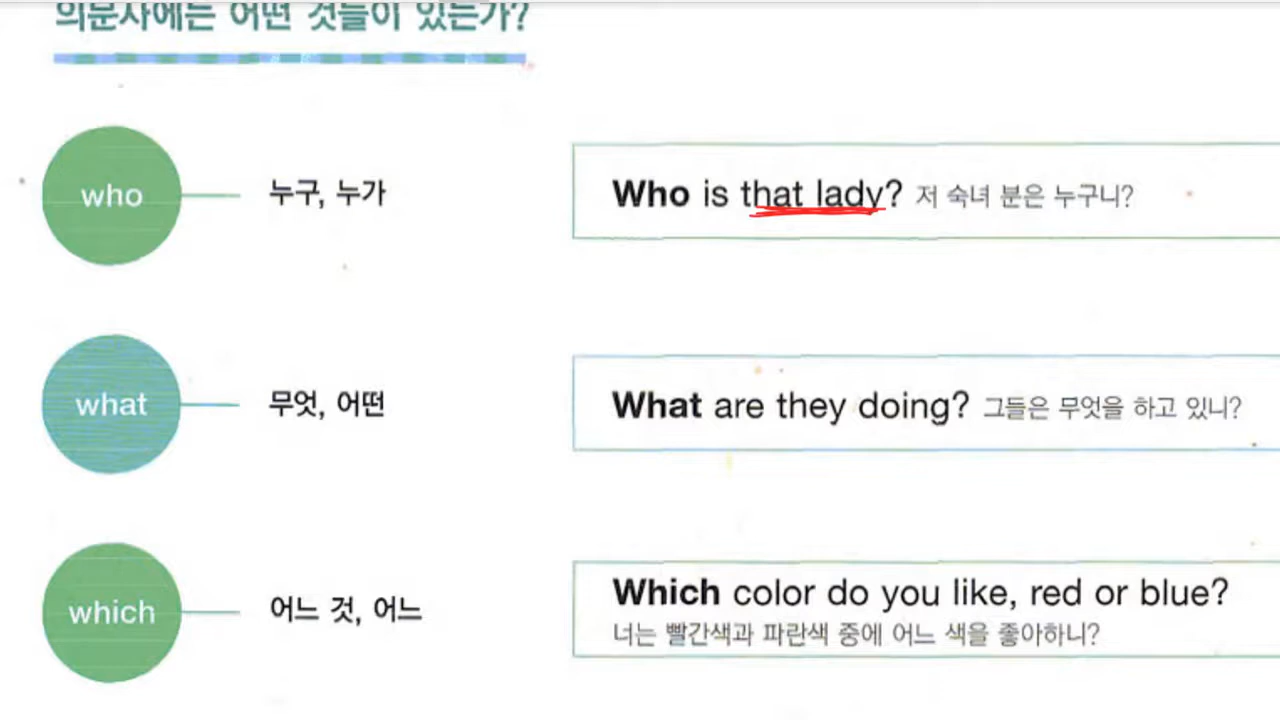 의문사에는 어떤 것들이 있는가?
who 누구, 누가 Who is that lady? 저 숙녀 분은 누구니?
what 무엇, 어떤 What are they doing? 그들은 무엇을 하고 있니?
which 어느 것, 어느 Which color do you like, red or blue?
너는 빨간색과 파란색 중에 어느 색을 좋아하니?